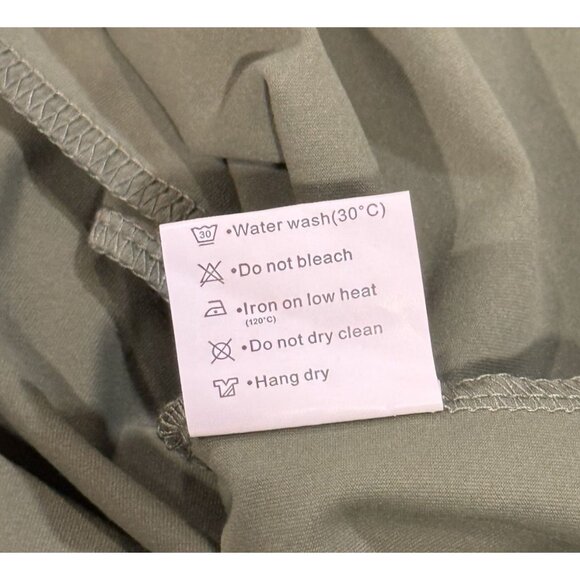 30 •Water wash(30°C)
•Do not bleach
•Iron on low heat
(120°C)
•Do not dry clean
•Hang dry